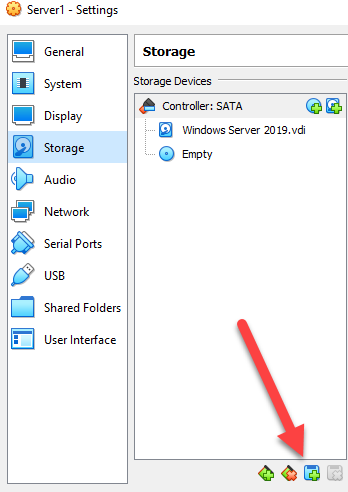 Server1 - Settings
General
System
Display
Storage
Audio
Network
Serial Ports
USB
Shared Folders
User Interface
Storage
Storage Devices
Controller: SATA
Windows Server 2019.vdi
Empty